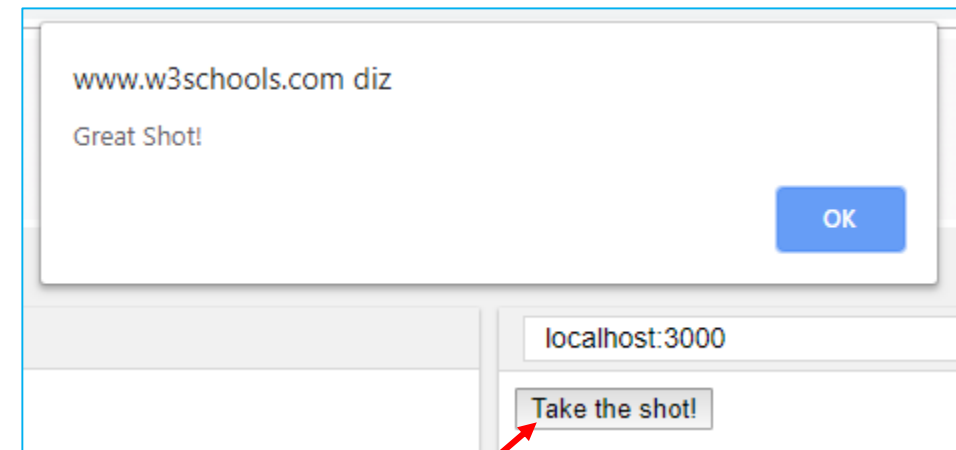 www.w3schools.com diz
Great Shot!
OK
localhost:3000
Take the shot!